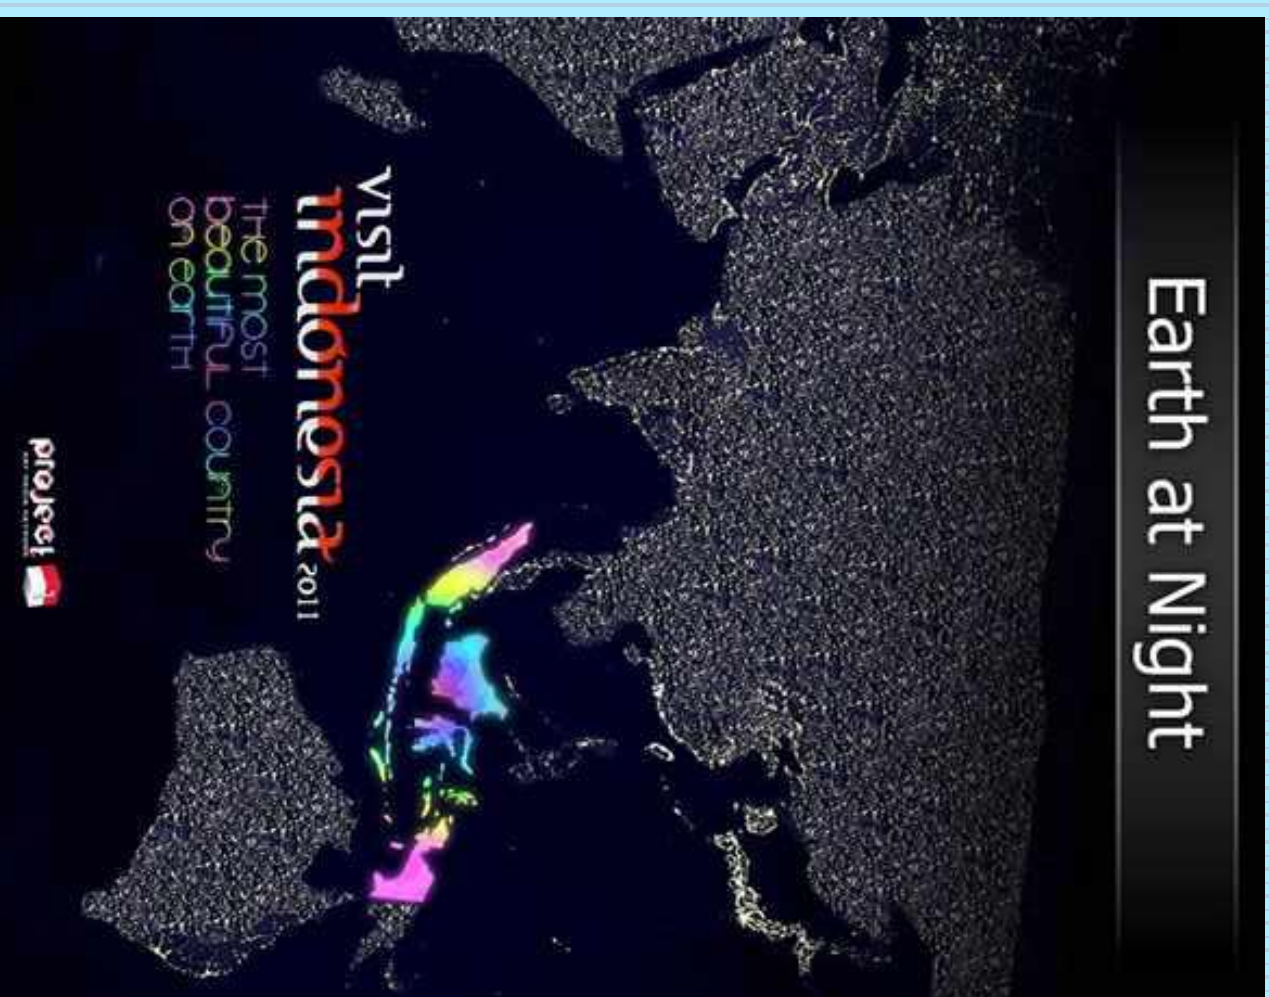 Earth at Night
visit
indonesia 2011
THe most
beautiFUL country
on earTH
project